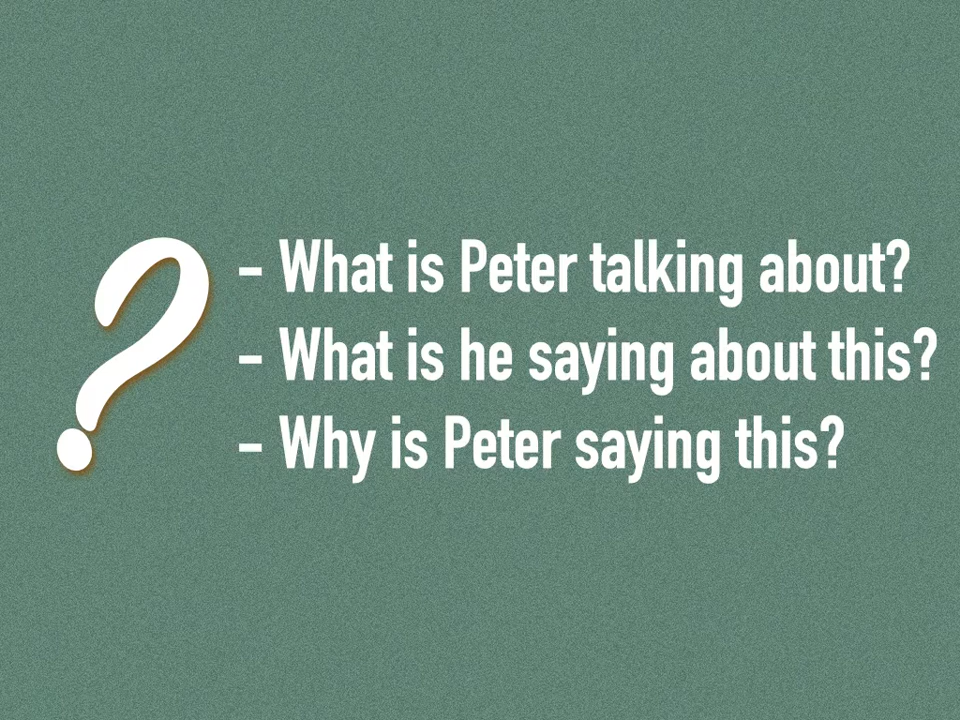 ?
- What is Peter talking about?
- What is he saying about this?
- Why is Peter saying this?